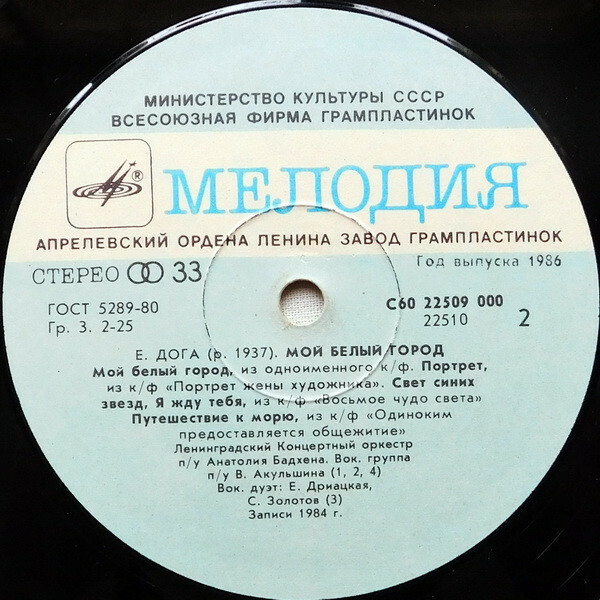 МИНИСТЕРСТВО КУЛЬТУРЫ СССР
ВСЕСОЮЗНАЯ ФИРМА ГРАМПЛАСТИНОК
® МЕЛОДИЯ
АПРЕЛЕВСКИЙ ОРДЕНА ЛЕНИНА ЗАВОД ГРАМПЛАСТИНОК
СТЕРЕО 33
Год выпуска 1986
ГОСТ 5289-80
Гр. 3. 2-25
С60 22509 000
22510 2
Е. ДОГА (р. 1937). МОЙ БЕЛЫЙ ГОРОД
Мой белый город, из одноименного к/ф. Портрет,
из к/ф «Портрет жены художника». Свет синих
звезд, Я жду тебя, из к/ф «Восьмое чудо света»
Путешествие к морю, из к/ф «Одиноким
предоставляется общежитие»
Ленинградский Концертный оркестр
п/у Анатолия Бадхена. Вок. группа
п/у В. Акульшина (1, 2, 4)
Вок. дуэт: Е. Дриацкая,
С. Золотов (3)
Записи 1984 г.